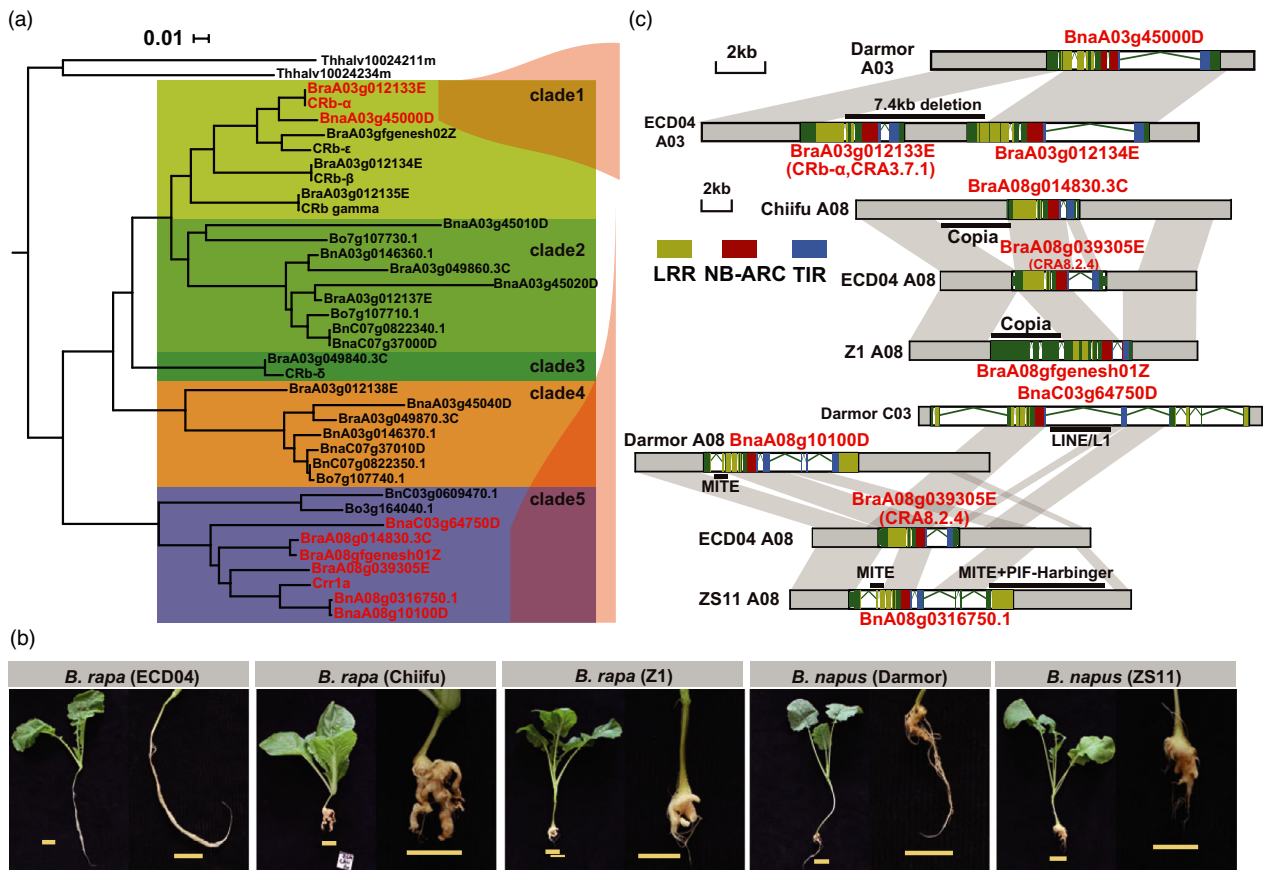 (a)
0.01
Thhalv10024211m
Thhalv10024234m
BraA03g012133E
clade1
CRb-α
BnaA03g45000D
BraA03gfgenesh02Z
CRb-ε
BraA03g012134E
CRb-β
BraA03g012135E
CRb gamma
BnaA03g45010D
Bo7g107730.1
clade2
BnA03g0146360.1
BraA03g049860.3C
BnaA03g45020D
BraA03g012137E
Bo7g107710.1
BnC07g0822340.1
BnaC07g37000D
BraA03g049840.3C
clade3
CRb-δ
BraA03g012138E
clade4
BnaA03g45040D
BraA03g049870.3C
BnA03g0146370.1
BnaC07g37010D
BnC07g0822350.1
Bo7g107740.1
BnC03g0609470.1
clade5
Bo3g164040.1
BnaC03g64750D
BraA08g014830.3C
BraA08gfgenesh01Z
BraA08g039305E
Crr1a
BnA08g0316750.1
BnaA08g10100D
(c)
2kb
Darmor
A03
BnaA03g45000D
7.4kb deletion
ECD04
A03
BraA03g012133E
(CRb-α,CRA3.7.1)
BraA03g012134E
2kb
BraA08g014830.3C
Chiifu A08
Copia
LRR NB-ARC TIR
BraA08g039305E
(CRA8.2.4)
ECD04 A08
Copia
Z1 A08
BraA08gfgenesh01Z
BnaC03g64750D
Darmor C03
LINE/L1
Darmor A08 BnaA08g10100D
MITE
BraA08g039305E
(CRA8.2.4)
ECD04 A08
MITE MITE+PIF-Harbinger
ZS11 A08
BnA08g0316750.1
(b)
B. rapa (ECD04)
B. rapa (Chiifu)
B. rapa (Z1)
B. napus (Darmor)
B. napus (ZS11)